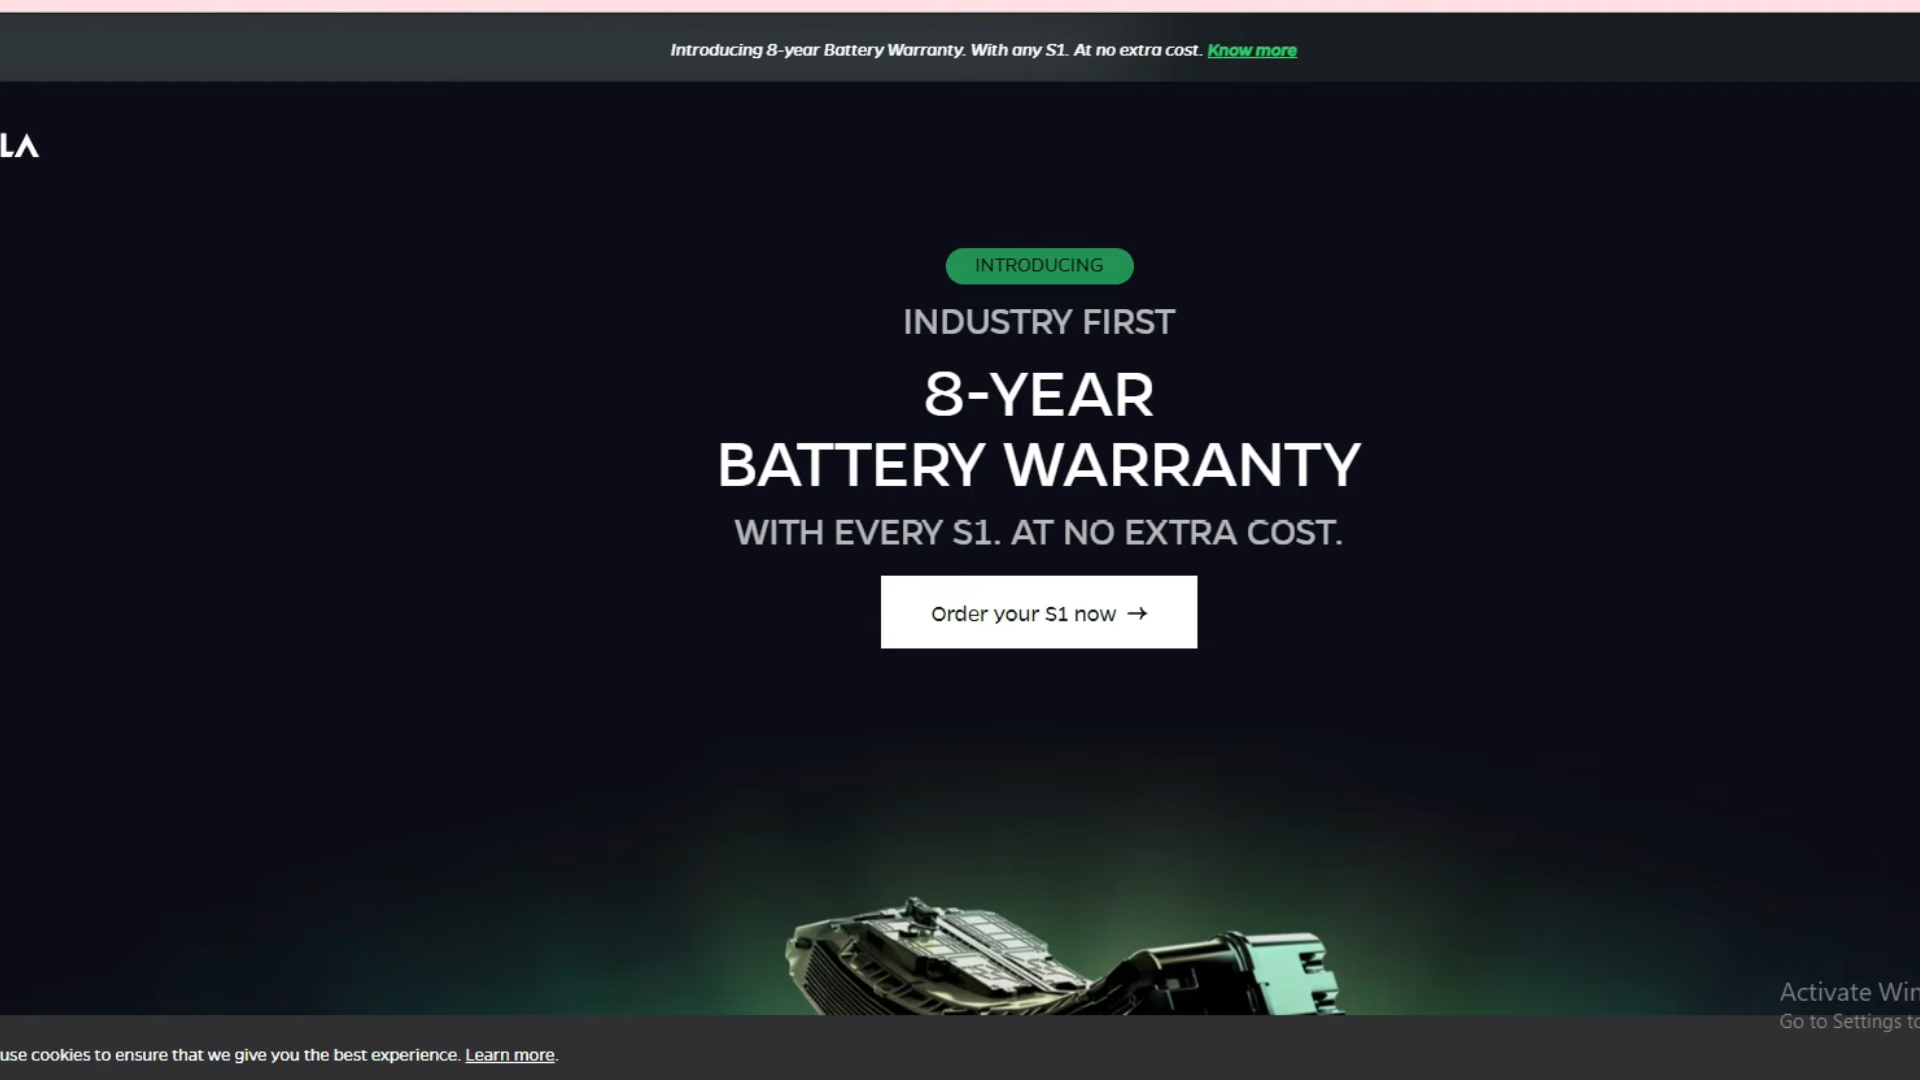 Introducing 8-year Battery Warranty. With any S1. At no extra cost. Know more
LA
INTRODUCING
INDUSTRY FIRST
8-YEAR
BATTERY WARRANTY
WITH EVERY S1. AT NO EXTRA COST.
Order your S1 now →
Activate Win
Go to Settings to
use cookies to ensure that we give you the best experience. Learn more.